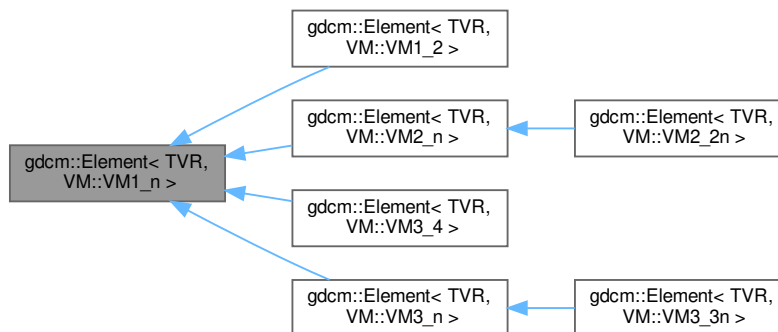 gdcm::Element< TVR,
VM::VM1_2 >
gdcm::Element< TVR,
VM::VM2_n >
gdcm::Element< TVR,
VM::VM2_2n >
gdcm::Element< TVR,
VM::VM1_n >
gdcm::Element< TVR,
VM::VM3_4 >
gdcm::Element< TVR,
VM::VM3_n >
gdcm::Element< TVR,
VM::VM3_3n >